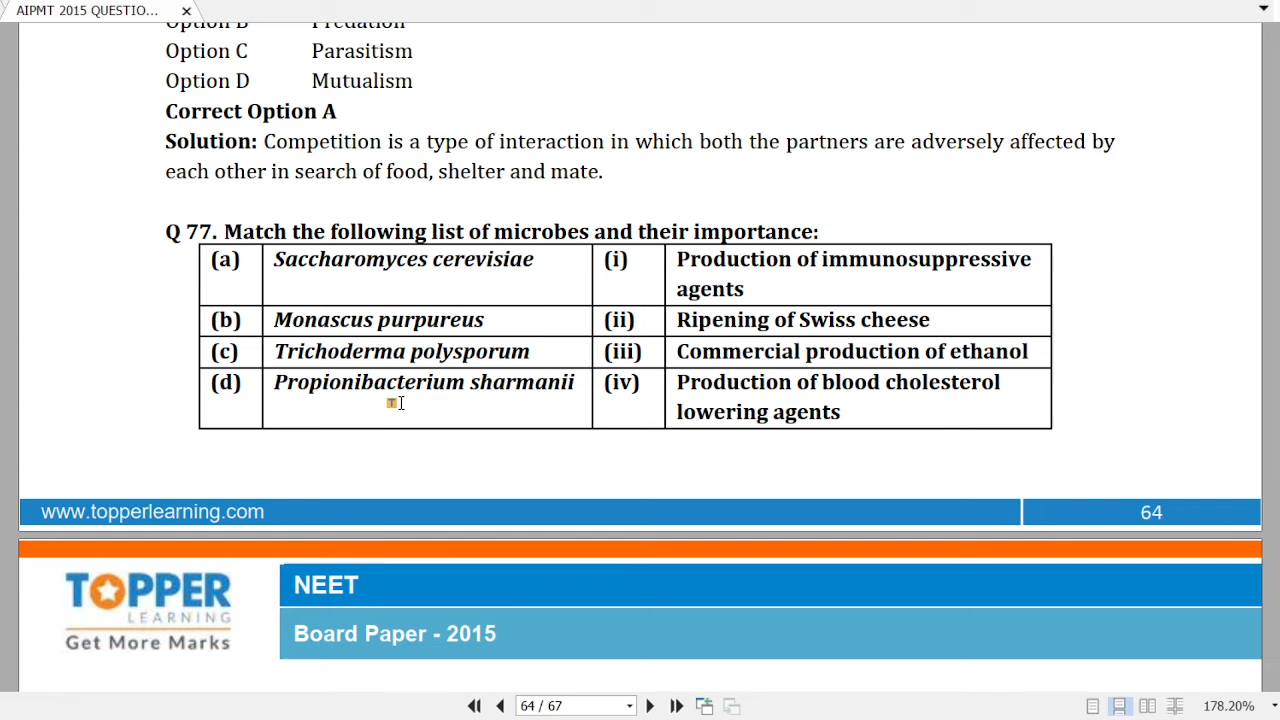 AIPMT 2015 QUESTIO...
Option B Predation
Option C Parasitism
Option D Mutualism
Correct Option A
Solution: Competition is a type of interaction in which both the partners are adversely affected by
each other in search of food, shelter and mate.
Q 77. Match the following list of microbes and their importance:
(a) Saccharomyces cerevisiae (i) Production of immunosuppressive
agents
(b) Monascus purpureus (ii) Ripening of Swiss cheese
(c) Trichoderma polysporum (iii) Commercial production of ethanol
(d) Propionibacterium sharmanii (iv) Production of blood cholesterol
lowering agents
www.topperlearning.com 64
TOPPER
LEARNING
Get More Marks
NEET
Board Paper - 2015
64 / 67
178.20%